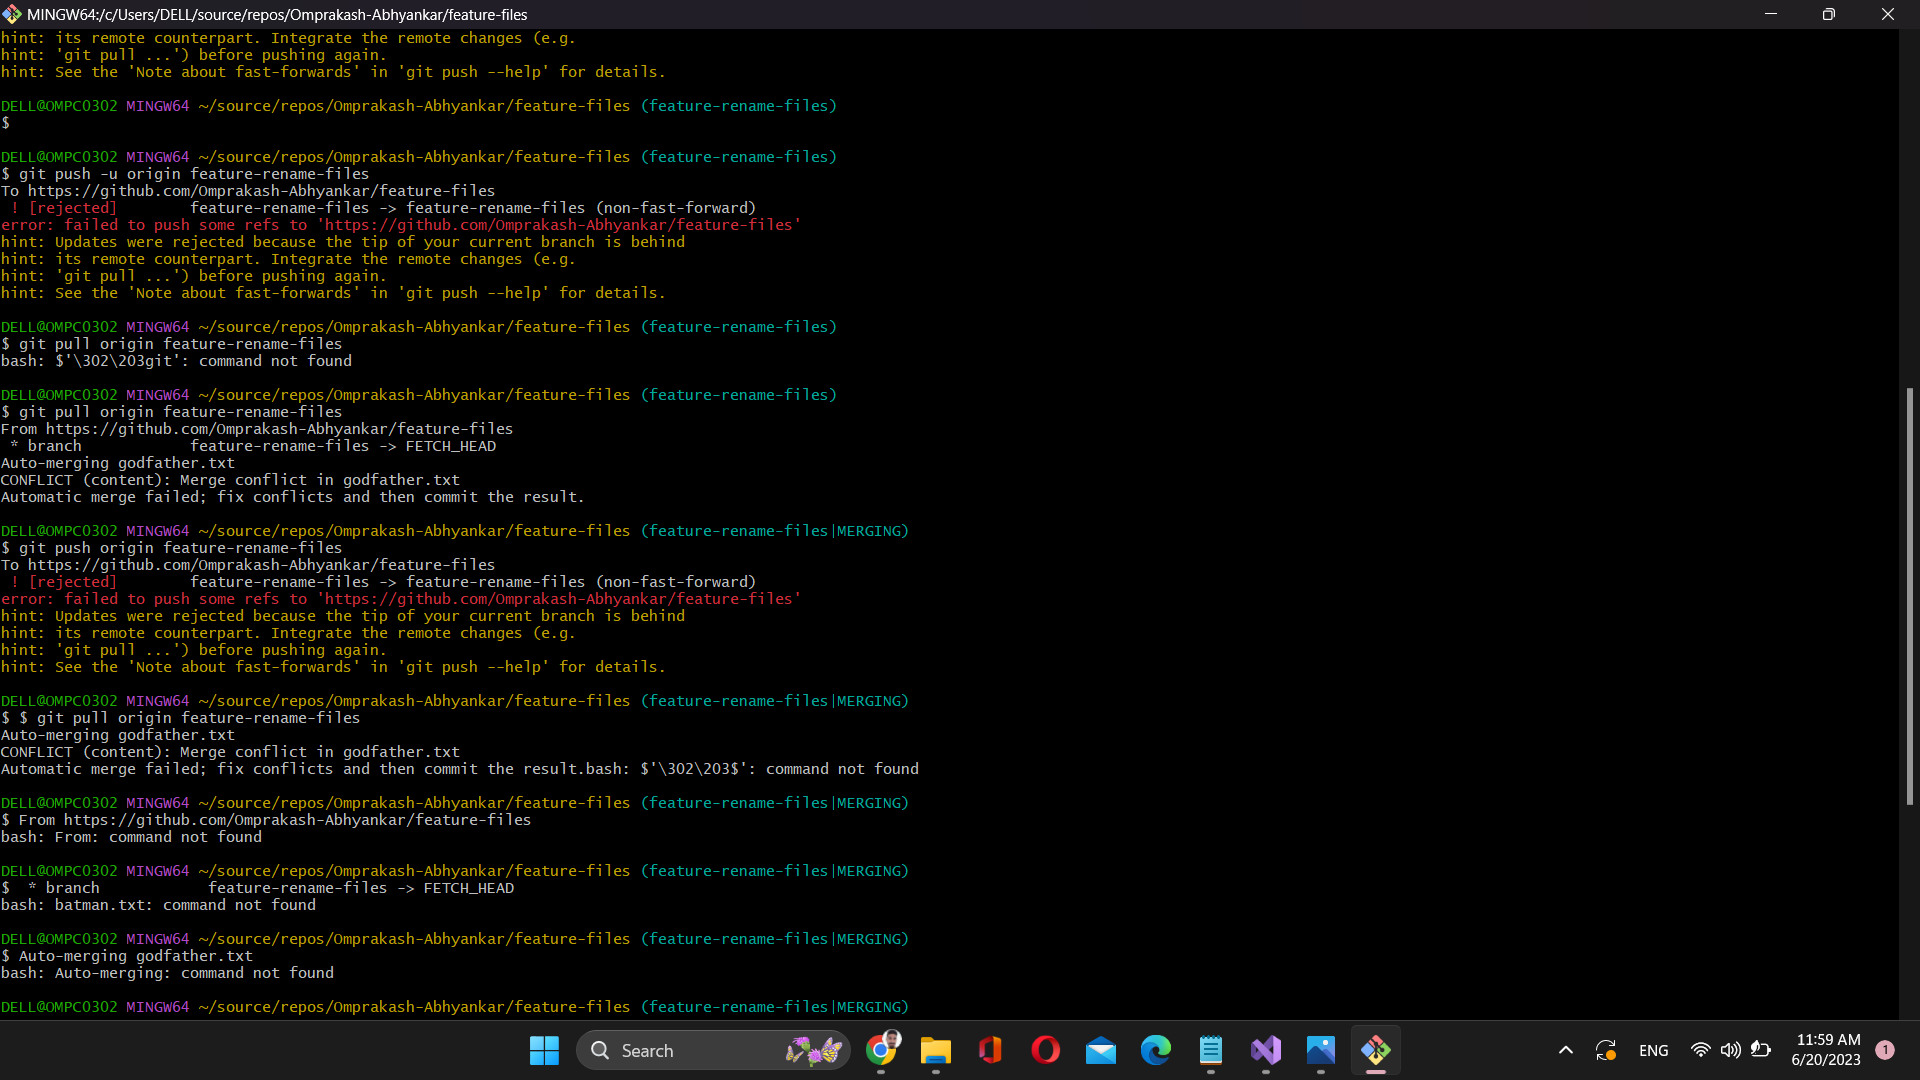 MINGW64:/c/Users/DELL/source/repos/Omprakash-Abhyankar/feature-files
hint: its remote counterpart. Integrate the remote changes (e.g.
hint: 'git pull ...') before pushing again.
hint: See the 'Note about fast-forwards' in 'git push --help' for details.
DELL@OMPC0302 MINGW64 ~/source/repos/Omprakash-Abhyankar/feature-files (feature-rename-files)
$
DELL@OMPC0302 MINGW64 ~/source/repos/Omprakash-Abhyankar/feature-files (feature-rename-files)
$ git push -u origin feature-rename-files
To https://github.com/Omprakash-Abhyankar/feature-files
 ! [rejected]        feature-rename-files -> feature-rename-files (non-fast-forward)
error: failed to push some refs to 'https://github.com/Omprakash-Abhyankar/feature-files'
hint: Updates were rejected because the tip of your current branch is behind
hint: its remote counterpart. Integrate the remote changes (e.g.
hint: 'git pull ...') before pushing again.
hint: See the 'Note about fast-forwards' in 'git push --help' for details.
DELL@OMPC0302 MINGW64 ~/source/repos/Omprakash-Abhyankar/feature-files (feature-rename-files)
$ git pull origin feature-rename-files
bash: $'\302\203git': command not found
DELL@OMPC0302 MINGW64 ~/source/repos/Omprakash-Abhyankar/feature-files (feature-rename-files)
$ git pull origin feature-rename-files
From https://github.com/Omprakash-Abhyankar/feature-files
 * branch            feature-rename-files -> FETCH_HEAD
Auto-merging godfather.txt
CONFLICT (content): Merge conflict in godfather.txt
Automatic merge failed; fix conflicts and then commit the result.
DELL@OMPC0302 MINGW64 ~/source/repos/Omprakash-Abhyankar/feature-files (feature-rename-files|MERGING)
$ git push origin feature-rename-files
To https://github.com/Omprakash-Abhyankar/feature-files
 ! [rejected]        feature-rename-files -> feature-rename-files (non-fast-forward)
error: failed to push some refs to 'https://github.com/Omprakash-Abhyankar/feature-files'
hint: Updates were rejected because the tip of your current branch is behind
hint: its remote counterpart. Integrate the remote changes (e.g.
hint: 'git pull ...') before pushing again.
hint: See the 'Note about fast-forwards' in 'git push --help' for details.
DELL@OMPC0302 MINGW64 ~/source/repos/Omprakash-Abhyankar/feature-files (feature-rename-files|MERGING)
$ $ git pull origin feature-rename-files
Auto-merging godfather.txt
CONFLICT (content): Merge conflict in godfather.txt
Automatic merge failed; fix conflicts and then commit the result.bash: $'\302\203$': command not found
DELL@OMPC0302 MINGW64 ~/source/repos/Omprakash-Abhyankar/feature-files (feature-rename-files|MERGING)
$ From https://github.com/Omprakash-Abhyankar/feature-files
bash: From: command not found
DELL@OMPC0302 MINGW64 ~/source/repos/Omprakash-Abhyankar/feature-files (feature-rename-files|MERGING)
$  * branch            feature-rename-files -> FETCH_HEAD
bash: batman.txt: command not found
DELL@OMPC0302 MINGW64 ~/source/repos/Omprakash-Abhyankar/feature-files (feature-rename-files|MERGING)
$ Auto-merging godfather.txt
bash: Auto-merging: command not found
DELL@OMPC0302 MINGW64 ~/source/repos/Omprakash-Abhyankar/feature-files (feature-rename-files|MERGING)
Search
ENG
11:59 AM
6/20/2023
1